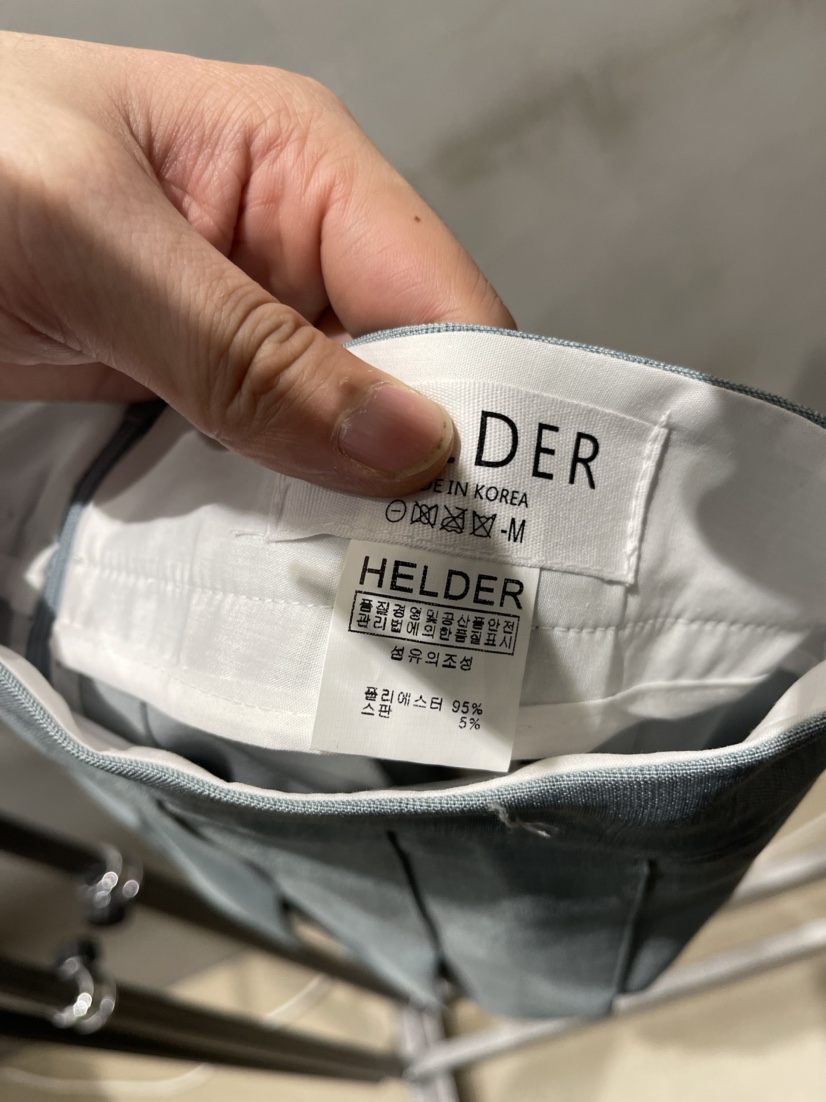 DER
DE IN KOREA
-M
HELDER
품질경영및공산품안전
관리법에의한품질표시
섬유의조성
폴리에스터 95%
스판 5%